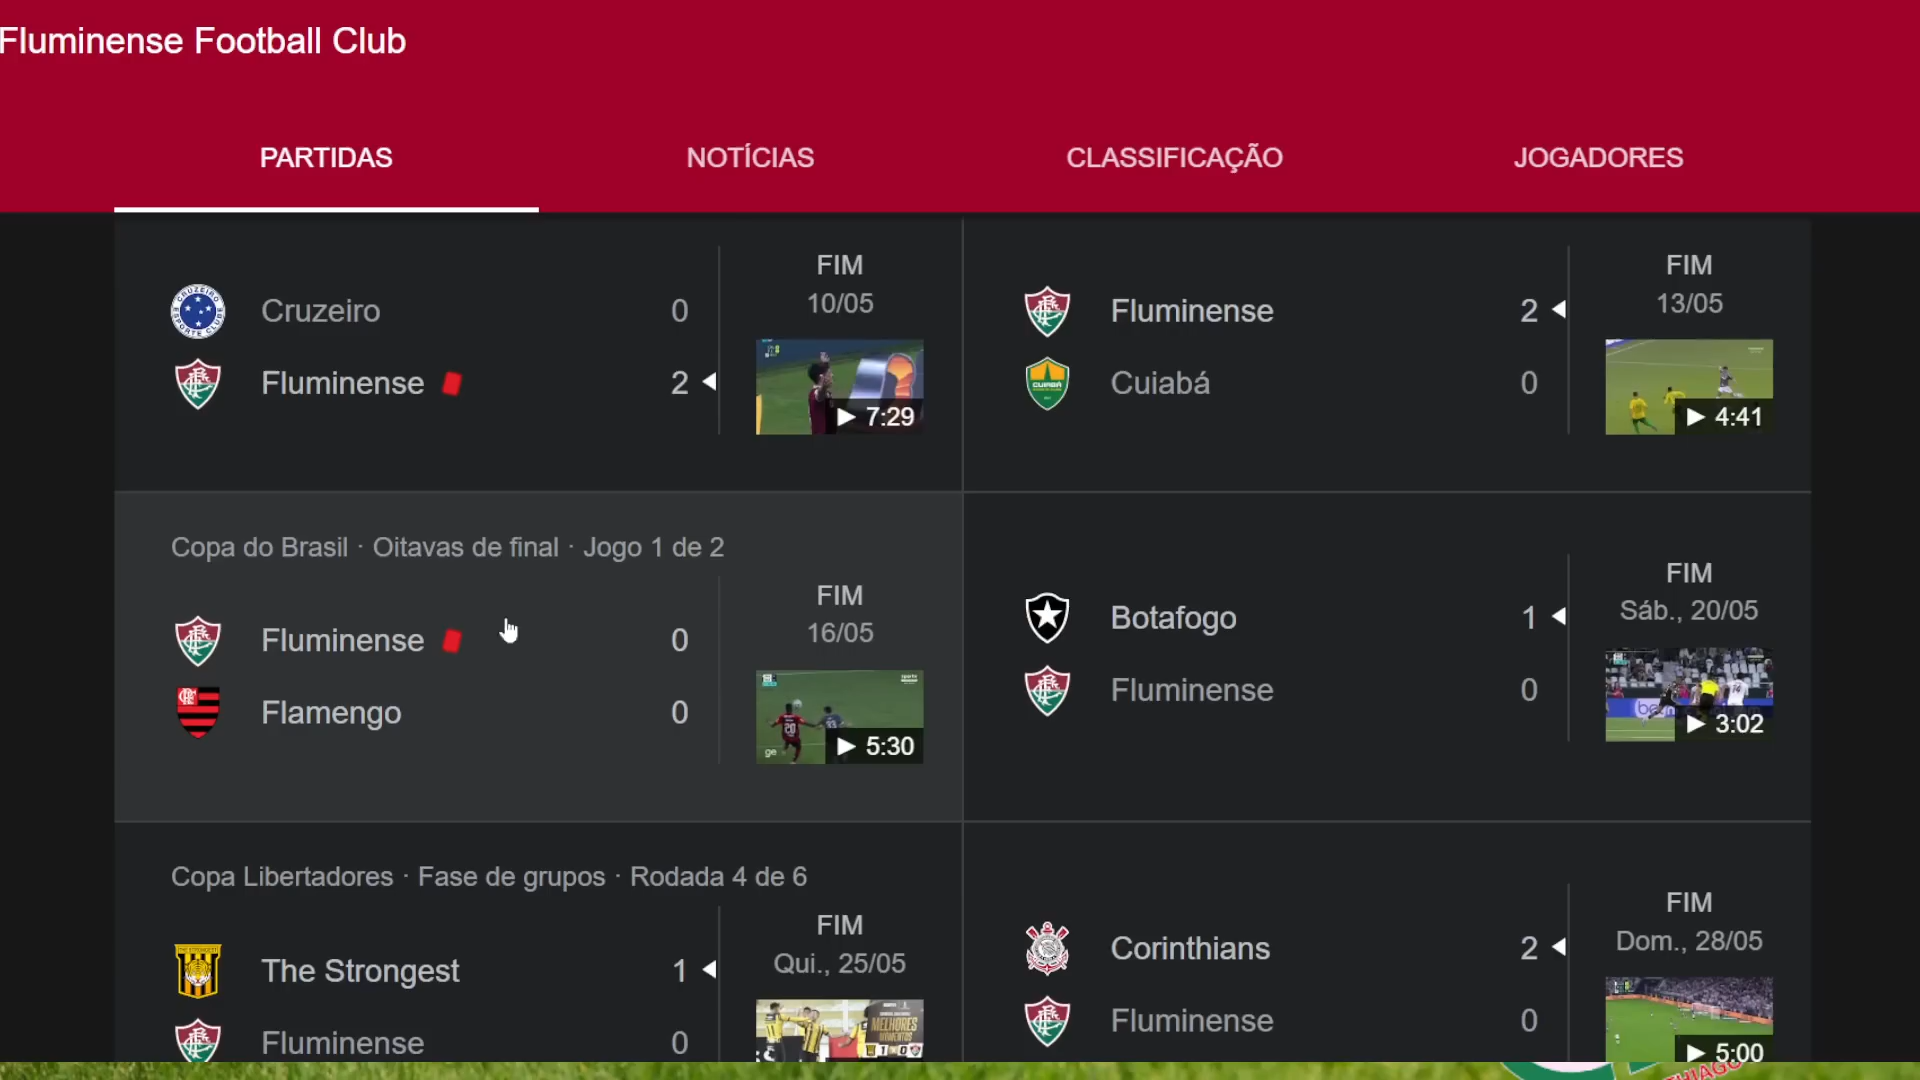 Fluminense Football Club
PARTIDAS
NOTÍCIAS
CLASSIFICAÇÃO
JOGADORES
Cruzeiro 0
Fluminense 2
FIM
10/05
7:29
Fluminense 2
Cuiabá 0
FIM
13/05
4:41
Copa do Brasil · Oitavas de final · Jogo 1 de 2
Fluminense 0
Flamengo 0
FIM
16/05
5:30
Botafogo 1
Fluminense 0
FIM
Sáb., 20/05
3:02
Copa Libertadores · Fase de grupos · Rodada 4 de 6
The Strongest 1
Fluminense 0
FIM
Qui., 25/05
MELHORES
MOMENTOS
Corinthians 2
Fluminense 0
FIM
Dom., 28/05
5:00
THIAGO